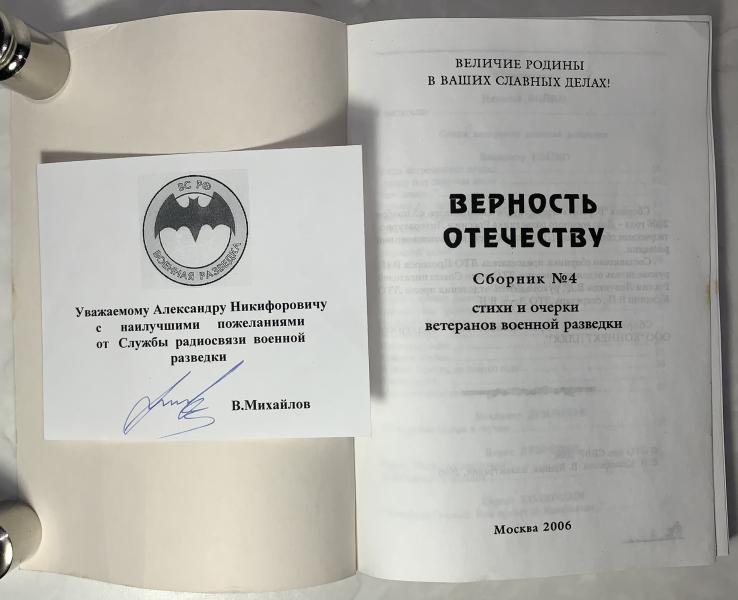 ВС РФ
ВОЕННАЯ РАЗВЕДКА
Уважаемому Александру Никифоровичу
с наилучшими пожеланиями
от Службы радиосвязи военной
разведки
В.Михайлов
ВЕЛИЧИЕ РОДИНЫ
В ВАШИХ СЛАВНЫХ ДЕЛАХ!
ВЕРНОСТЬ
ОТЕЧЕСТВУ
Сборник №4
стихи и очерки
ветеранов военной разведки
Москва 2006